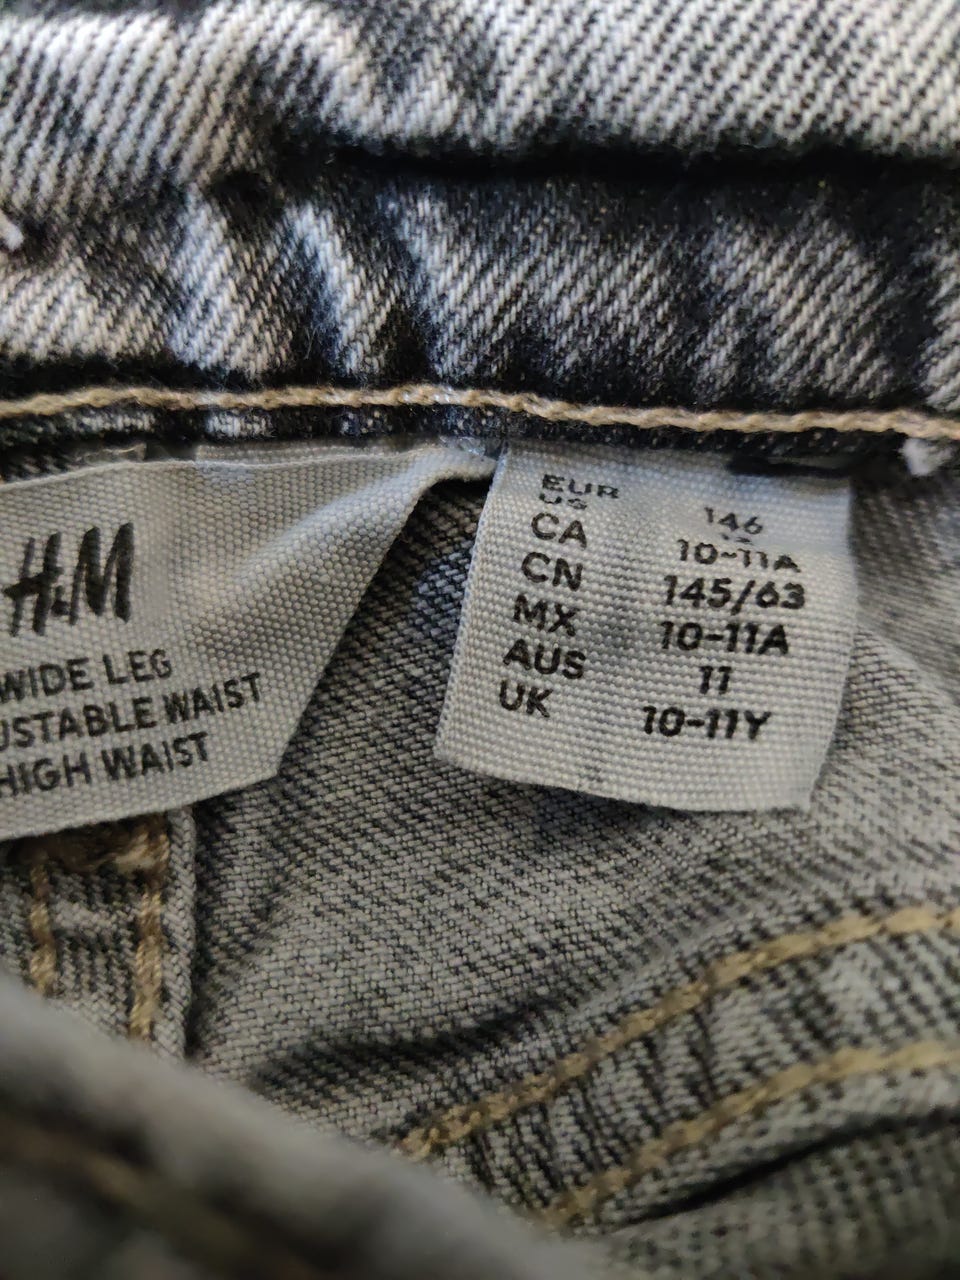 H&M
WIDE LEG
USTABLE WAIST
HIGH WAIST
EUR 146
US
CA 10-11A
CN 145/63
MX 10-11A
AUS 11
UK 10-11Y